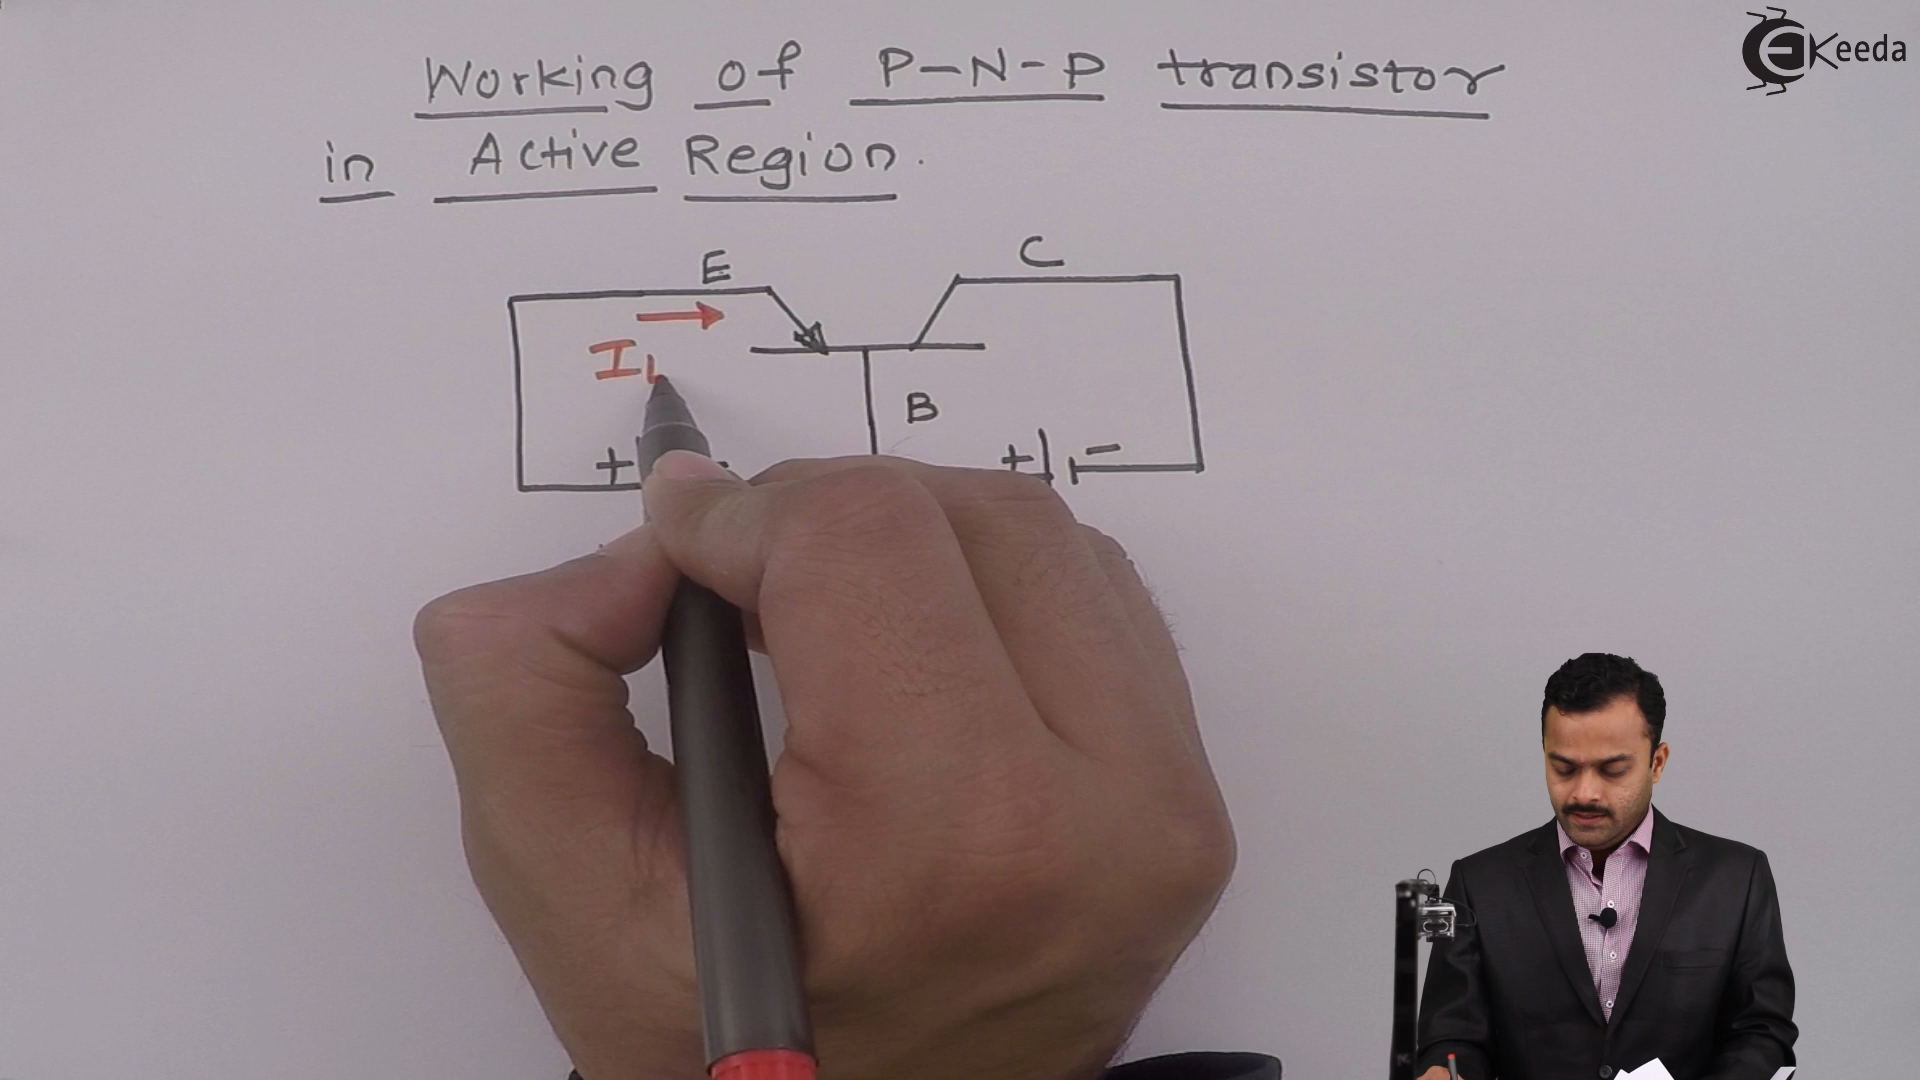 Working of P-N-P transistor
in Active Region.
E
C
I
B
+
+ -
Keeda